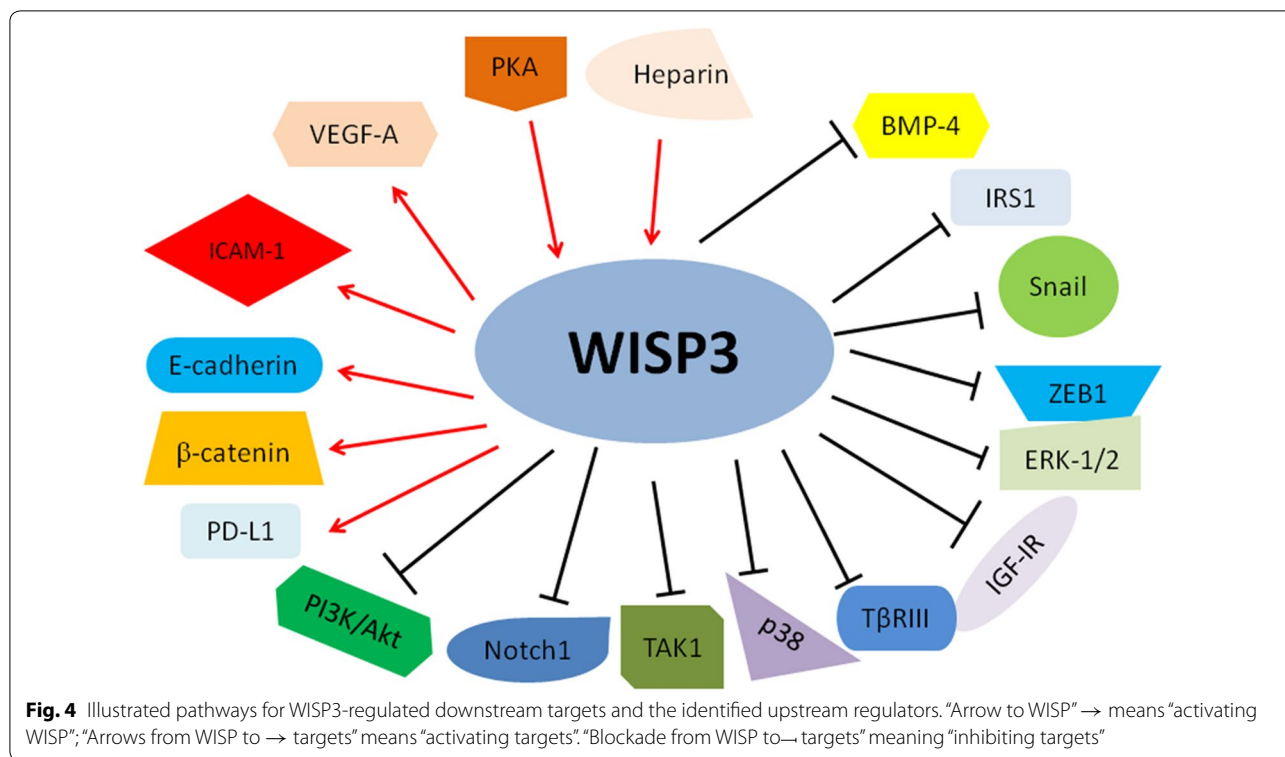 PKA
Heparin
VEGF-A
BMP-4
IRS1
ICAM-1
Snail
WISP3
E-cadherin
ZEB1
β-catenin
ERK-1/2
PD-L1
IGF-IR
PI3K/Akt
Notch1
TAK1
p38
TβRIII
Fig. 4 Illustrated pathways for WISP3-regulated downstream targets and the identified upstream regulators. “Arrow to WISP” → means “activating
WISP”; “Arrows from WISP to → targets” means “activating targets”. “Blockade from WISP to⊣ targets” meaning “inhibiting targets”